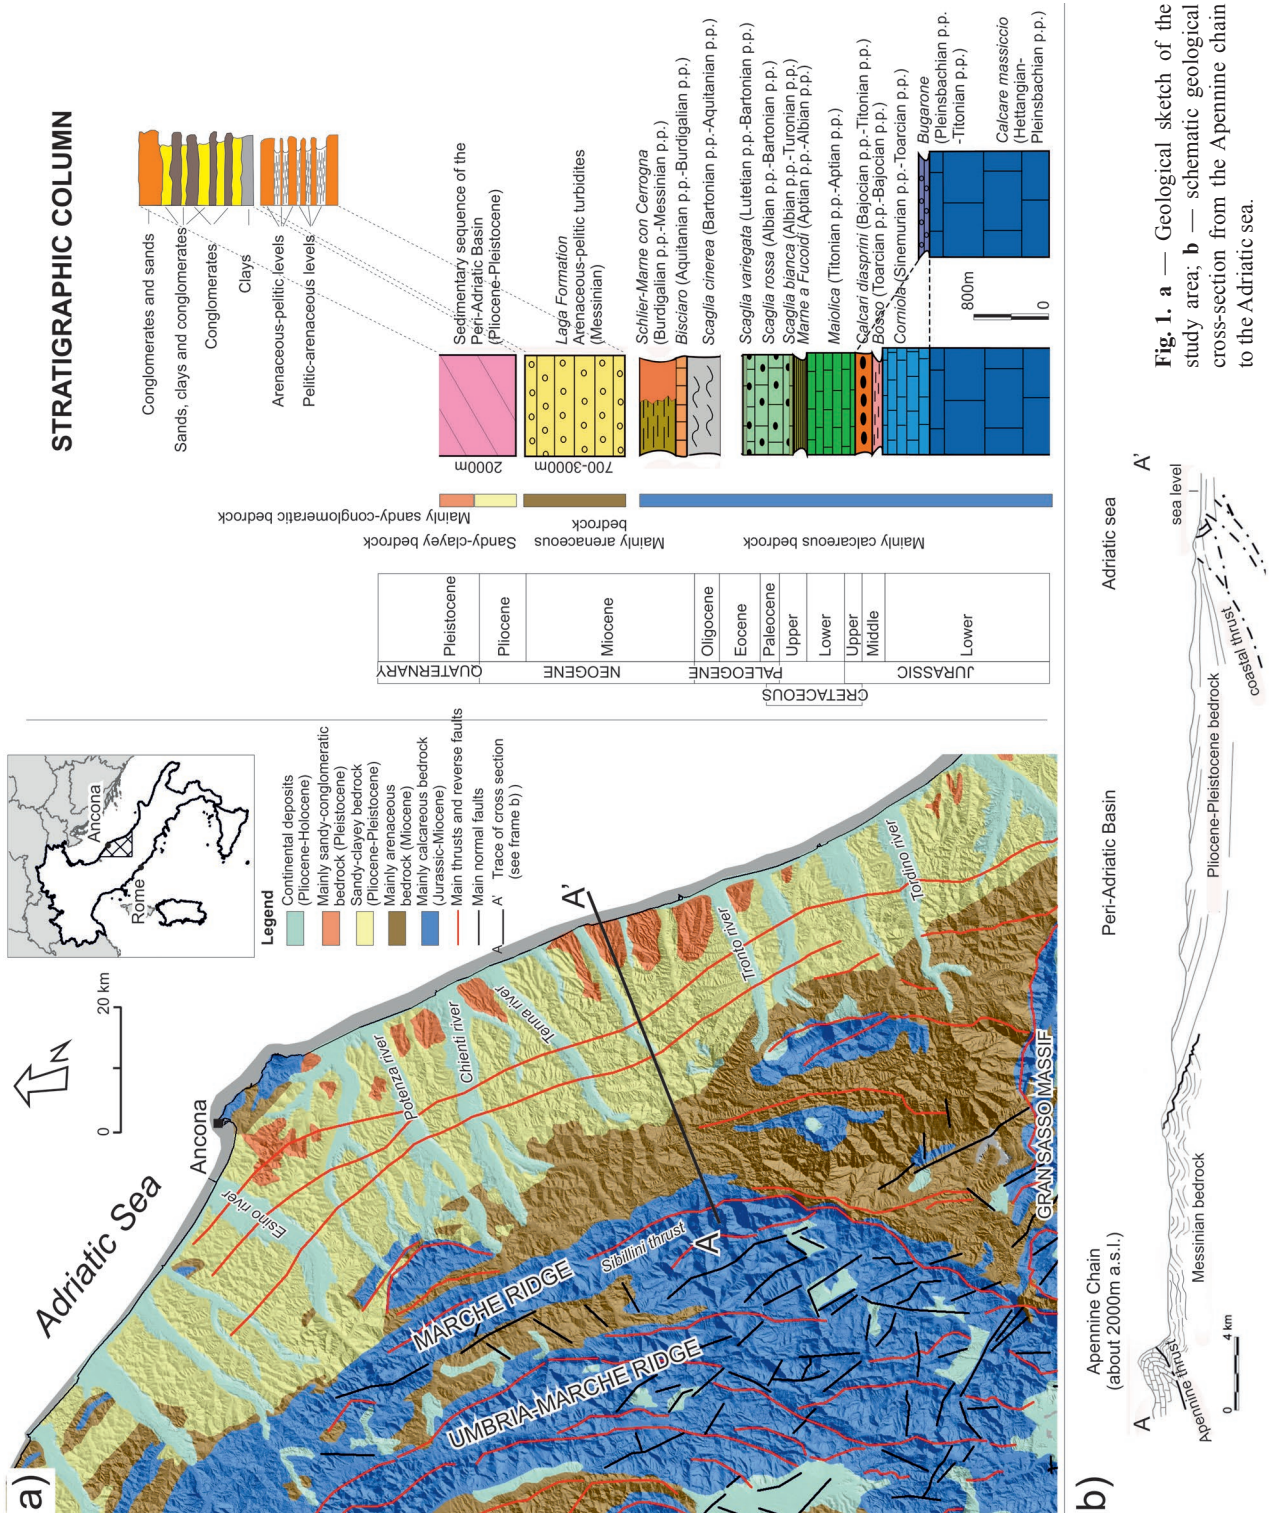 a)
Adriatic Sea
N
0
10
20 km
Ancona
Esino river
Potenza river
Chienti river
Tenna river
Tronto river
Tordino river
MARCHE RIDGE
UMBRIA-MARCHE RIDGE
Sibillini thrust
GRAN SASSO MASSIF
A
A'
Ancona
Rome
Legend
Continental deposits
(Pliocene-Holocene)
Mainly sandy-conglomeratic
bedrock (Pleistocene)
Sandy-clayey bedrock
(Pliocene-Pleistocene)
Mainly arenaceous
bedrock (Miocene)
Mainly calcareous bedrock
(Jurassic-Miocene)
Main thrusts and reverse faults
Main normal faults
A A' Trace of cross section
(see frame b) )
STRATIGRAPHIC COLUMN
QUATERNARY
NEOGENE
PALEOGENE
CRETACEOUS
JURASSIC
Pleistocene
Pliocene
Miocene
Oligocene
Eocene
Paleocene
Upper
Lower
Upper
Middle
Lower
Mainly sandy-conglomeratic bedrock
Sandy-clayey bedrock
Mainly arenaceous
bedrock
Mainly calcareous bedrock
2000m
700-3000m
Conglomerates and sands
Sands, clays and conglomerates
Conglomerates
Clays
Arenaceous-pelitic levels
Pelitic-arenaceous levels
Sedimentary sequence of the
Peri-Adriatic Basin
(Pliocene-Pleistocene)
Laga Formation
Arenaceous-pelitic turbidites
(Messinian)
Schlier-Marne con Cerrogna
(Burdigalian p.p.-Messinian p.p.)
Bisciaro (Aquitanian p.p.-Burdigalian p.p.)
Scaglia cinerea (Bartonian p.p.-Aquitanian p.p.)
Scaglia variegata (Lutetian p.p.-Bartonian p.p.)
Scaglia rossa (Albian p.p.-Bartonian p.p.)
Scaglia bianca (Albian p.p.-Turonian p.p.)
Marne a Fucoidi (Aptian p.p.-Albian p.p.)
Maiolica (Titonian p.p.-Aptian p.p.)
Calcari diasprini (Bajocian p.p.-Titonian p.p.)
Bosso (Toarcian p.p.-Bajocian p.p.)
Corniola (Sinemurian p.p.-Toarcian p.p.)
Bugarone
(Pleinsbachian p.p.
-Titonian p.p.)
Calcare massiccio
(Hettangian-
Pleinsbachian p.p.)
800m
0
b)
Apennine Chain
(about 2000m a.s.l.)
Peri-Adriatic Basin
Adriatic sea
A
A'
sea level
Apennine thrust
Messinian bedrock
Pliocene-Pleistocene bedrock
coastal thrust
0
4 km
Fig. 1. a — Geological sketch of the
study area; b — schematic geological
cross-section from the Apennine chain
to the Adriatic sea.